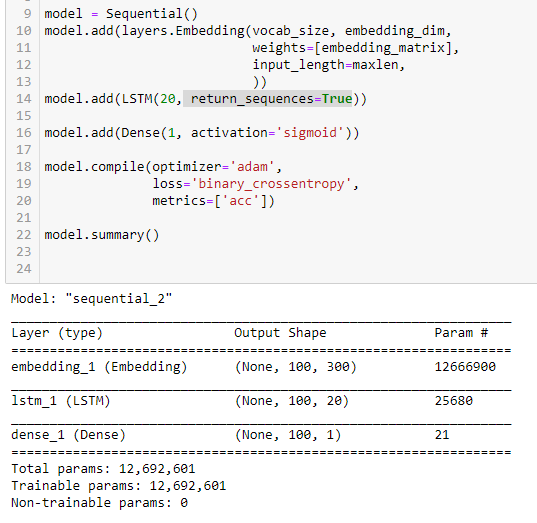 9 model = Sequential()
10 model.add(layers.Embedding(vocab_size, embedding_dim,
11                            weights=[embedding_matrix],
12                            input_length=maxlen,
13                            ))
14 model.add(LSTM(20, return_sequences=True))
15
16 model.add(Dense(1, activation='sigmoid'))
17
18 model.compile(optimizer='adam',
19               loss='binary_crossentropy',
20               metrics=['acc'])
21
22 model.summary()
23
24
Model: "sequential_2"
Layer (type)                 Output Shape              Param #
=================================================================
embedding_1 (Embedding)      (None, 100, 300)          12666900
lstm_1 (LSTM)                (None, 100, 20)           25680
dense_1 (Dense)              (None, 100, 1)            21
=================================================================
Total params: 12,692,601
Trainable params: 12,692,601
Non-trainable params: 0